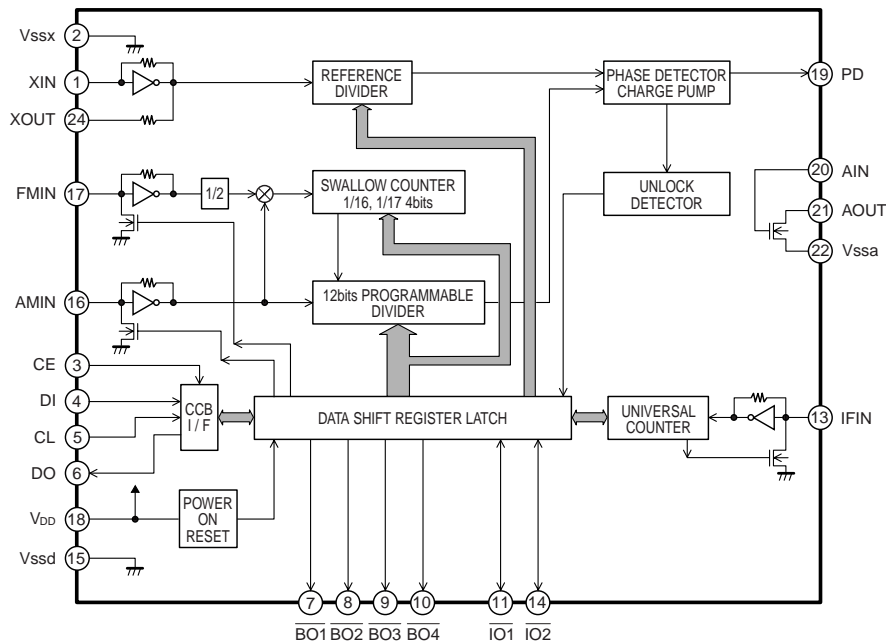 Vssx 2
XIN 1
XOUT 24
REFERENCE
DIVIDER
PHASE DETECTOR
CHARGE PUMP
19 PD
FMIN 17
1/2
SWALLOW COUNTER
1/16, 1/17 4bits
UNLOCK
DETECTOR
20 AIN
21 AOUT
22 Vssa
AMIN 16
12bits PROGRAMMABLE
DIVIDER
CE 3
DI 4
CL 5
DO 6
CCB
I / F
DATA SHIFT REGISTER LATCH
UNIVERSAL
COUNTER
13 IFIN
VDD 18
POWER
ON
RESET
Vssd 15
7 8 9 10 11 14
BO1 BO2 BO3 BO4 IO1 IO2